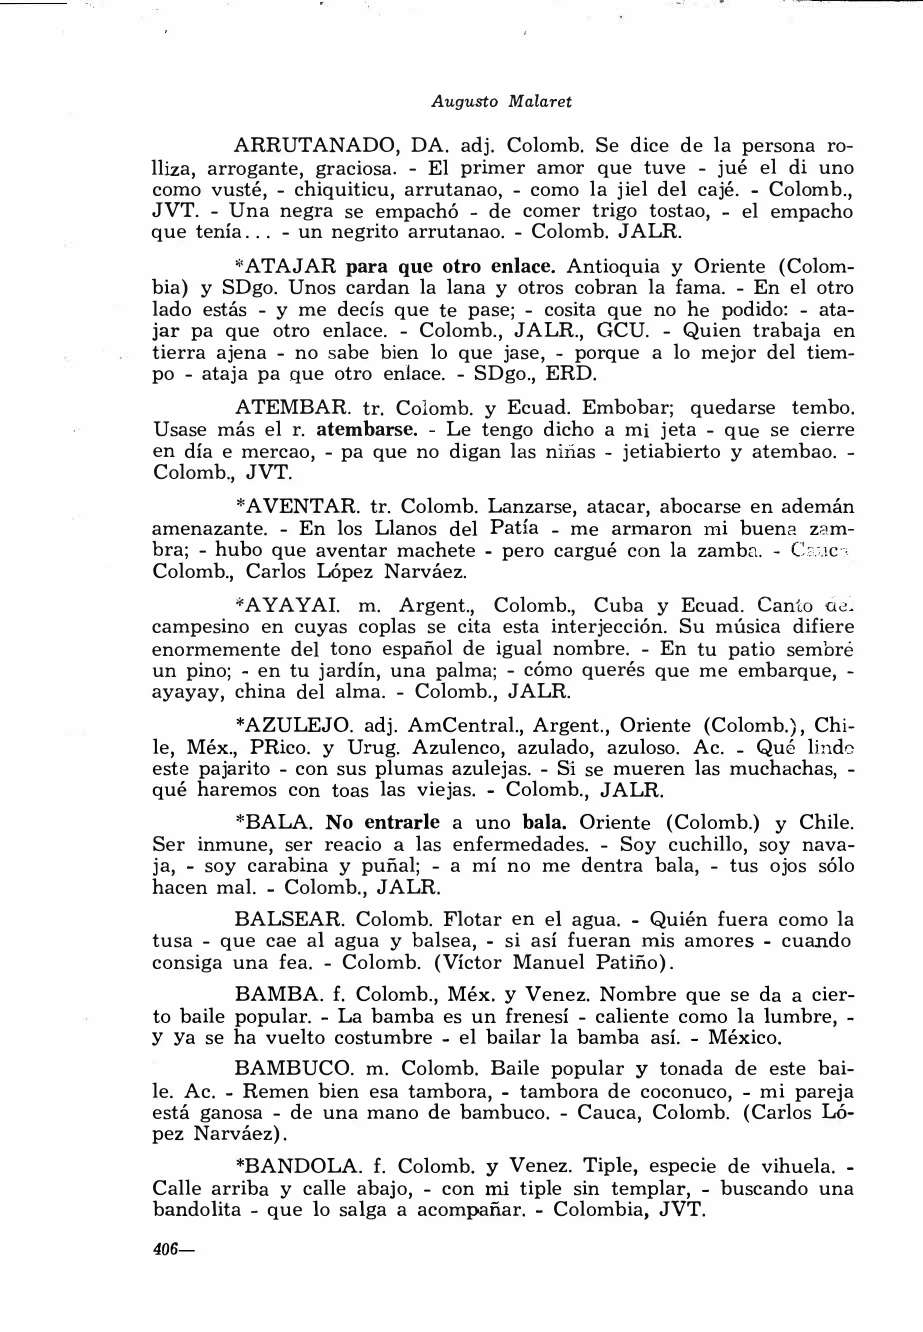 Augusto Malaret
ARRUTANADO, DA. adj. Colomb. Se dice de la persona ro-
lliza, arrogante, graciosa. - El primer amor que tuve - jué el di uno
como vusté, - chiquiticu, arrutanao, - como la jiel del cajé. - Colomb.,
JVT. - Una negra se empachó - de comer trigo tostao, - el empacho
que tenía... - un negrito arrutanao. - Colomb. JALR.
*ATAJAR para que otro enlace. Antioquia y Oriente (Colom-
bia) y SDgo. Unos cardan la lana y otros cobran la fama. - En el otro
lado estás - y me decís que te pase; - cosita que no he podido: - ata-
jar pa que otro enlace. - Colomb., JALR., GCU. - Quien trabaja en
tierra ajena - no sabe bien lo que jase, - porque a lo mejor del tiem-
po - ataja pa que otro enlace. - SDgo., ERD.
ATEMBAR. tr. Colomb. y Ecuad. Embobar; quedarse tembo.
Usase más el r. atembarse. - Le tengo dicho a mi jeta - que se cierre
en día e mercao, - pa que no digan las niñas - jetiabierto y atembao. -
Colomb., JVT.
*AVENTAR. tr. Colomb. Lanzarse, atacar, abocarse en ademán
amenazante. - En los Llanos del Patía - me armaron mi buena zam-
bra; - hubo que aventar machete - pero cargué con la zamba. -
Colomb., Carlos López Narváez.
*AYAYAI. m. Argent., Colomb., Cuba y Ecuad. Canto
campesino en cuyas coplas se cita esta interjección. Su música difiere
enormemente del tono español de igual nombre. - En tu patio sembré
un pino; - en tu jardín, una palma; - cómo querés que me embarque, -
ayayay, china del alma. - Colomb., JALR.
*AZULEJO. adj. AmCentral., Argent., Oriente (Colomb.), Chi-
le, Méx., PRico. y Urug. Azulenco, azulado, azuloso. Ac. - Qué lindo
este pajarito - con sus plumas azulejas. - Si se mueren las muchachas, -
qué haremos con toas las viejas. - Colomb., JALR.
*BALA. No entrarle a uno bala. Oriente (Colomb.) y Chile.
Ser inmune, ser reacio a las enfermedades. - Soy cuchillo, soy nava-
ja, - soy carabina y puñal; - a mí no me dentra bala, - tus ojos sólo
hacen mal. - Colomb., JALR.
BALSEAR. Colomb. Flotar en el agua. - Quién fuera como la
tusa - que cae al agua y balsea, - si así fueran mis amores - cuando
consiga una fea. - Colomb. (Víctor Manuel Patiño).
BAMBA. f. Colomb., Méx. y Venez. Nombre que se da a cier-
to baile popular. - La bamba es un frenesí - caliente como la lumbre, -
y ya se ha vuelto costumbre - el bailar la bamba así. - México.
BAMBUCO. m. Colomb. Baile popular y tonada de este bai-
le. Ac. - Remen bien esa tambora, - tambora de coconuco, - mi pareja
está ganosa - de una mano de bambuco. - Cauca, Colomb. (Carlos Ló-
pez Narváez).
*BANDOLA. f. Colomb. y Venez. Tiple, especie de vihuela. -
Calle arriba y calle abajo, - con mi tiple sin templar, - buscando una
bandolita - que lo salga a acompañar. - Colombia, JVT.
406—